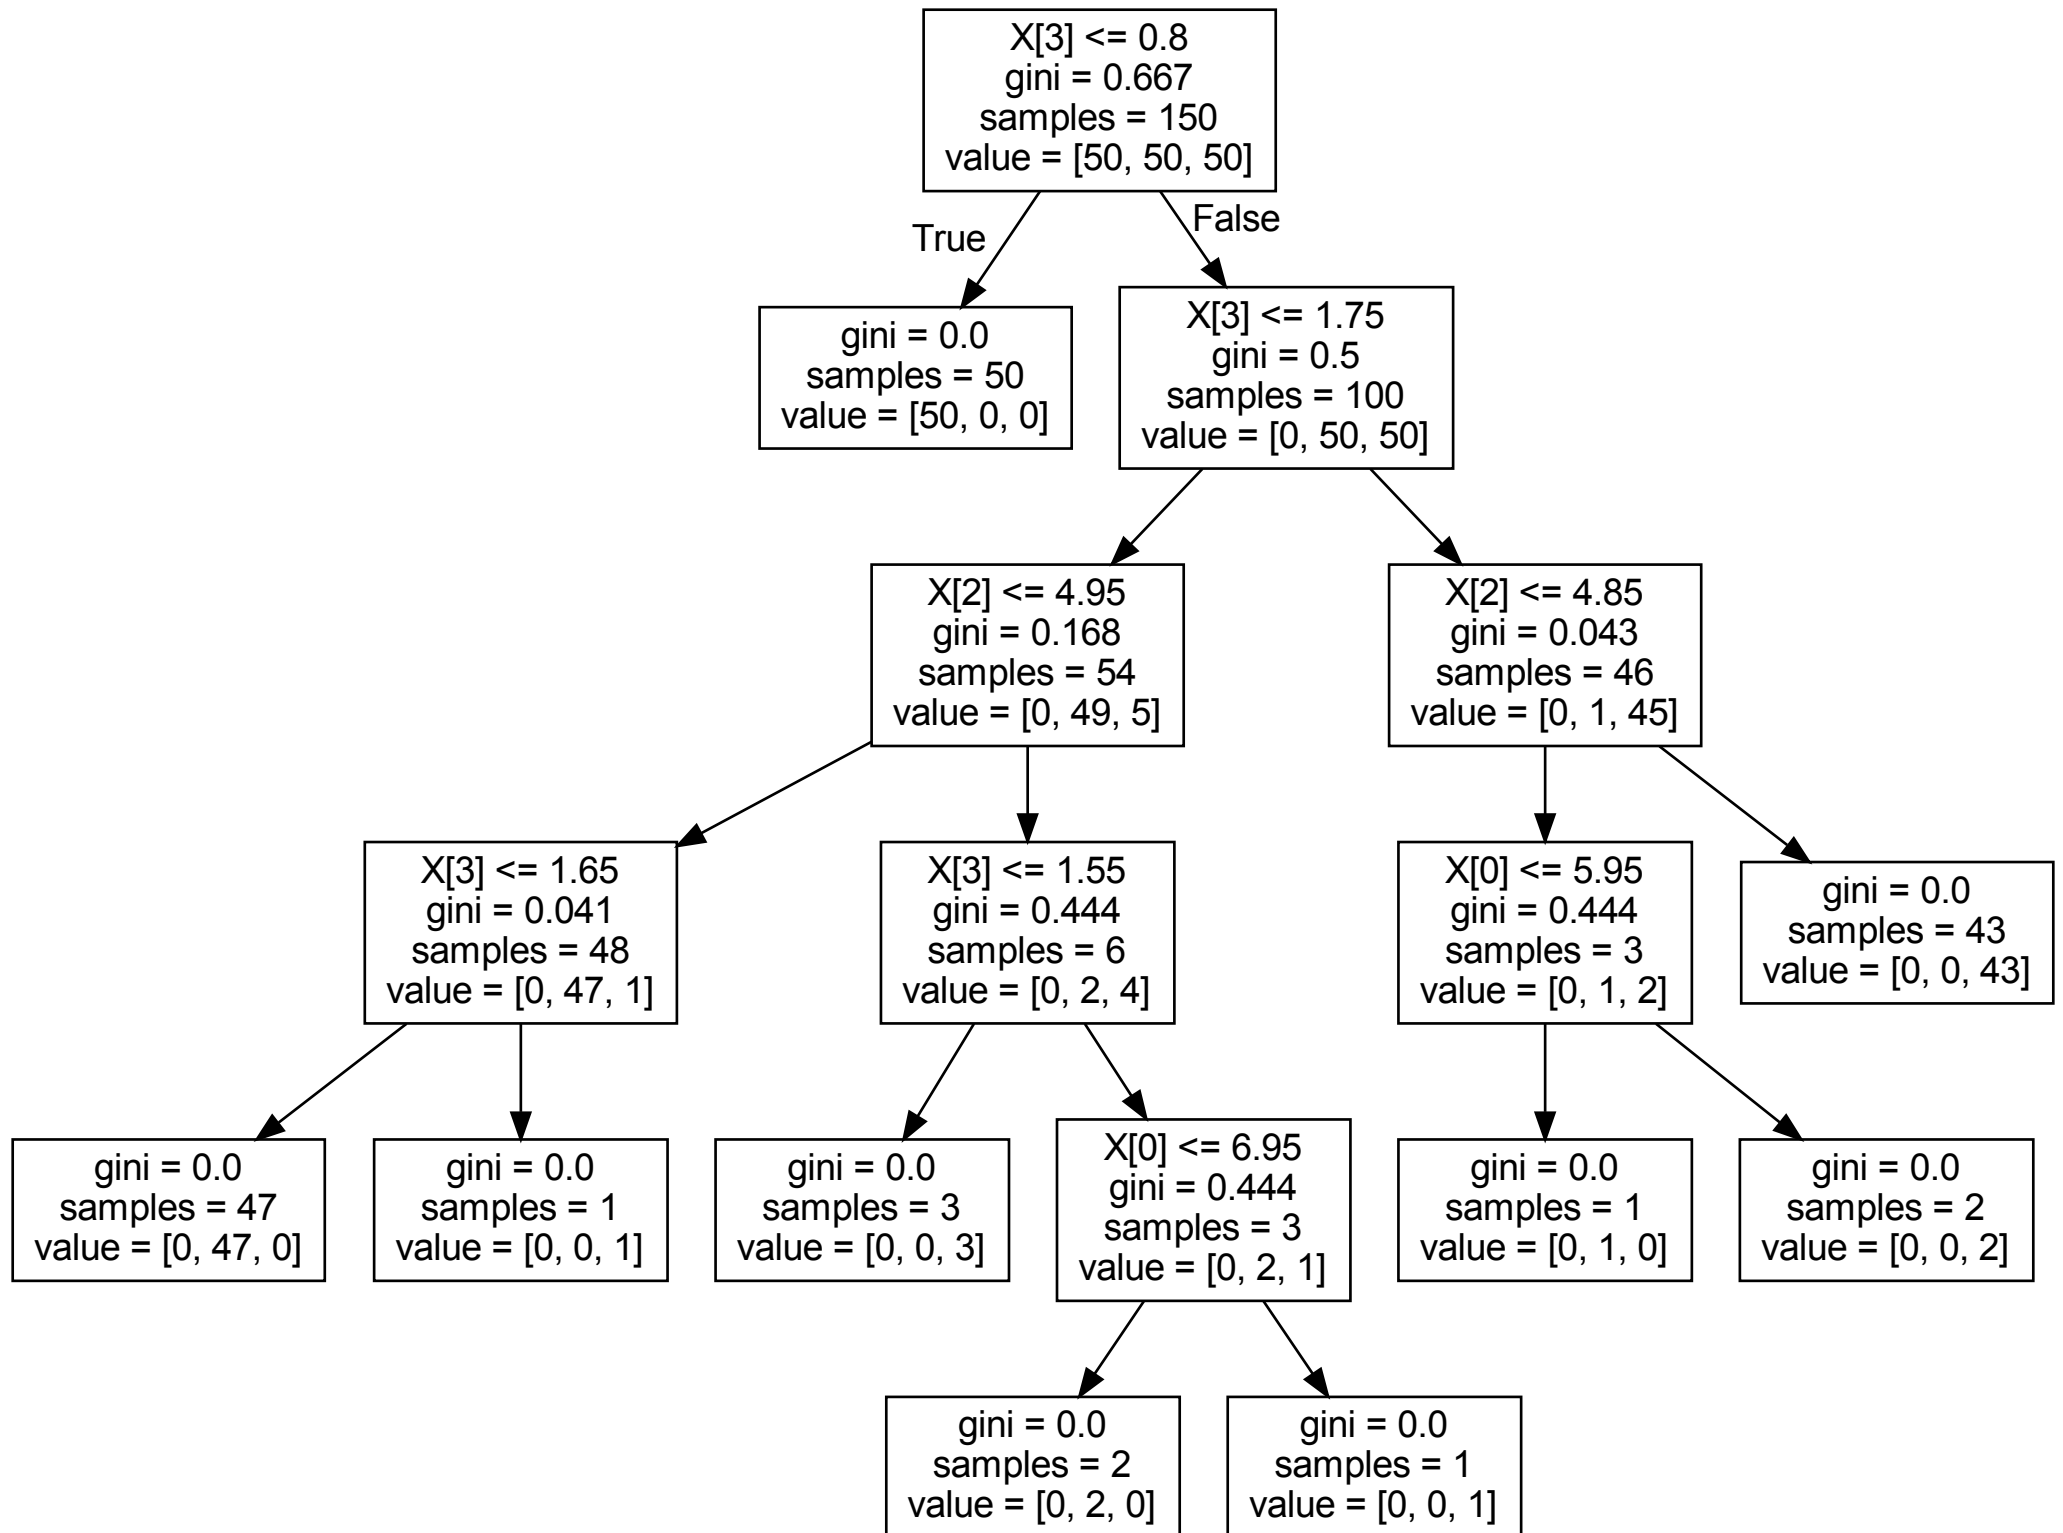 X[3] <= 0.8
gini = 0.667
samples = 150
value = [50, 50, 50]
True
False
gini = 0.0
samples = 50
value = [50, 0, 0]
X[3] <= 1.75
gini = 0.5
samples = 100
value = [0, 50, 50]
X[2] <= 4.95
gini = 0.168
samples = 54
value = [0, 49, 5]
X[2] <= 4.85
gini = 0.043
samples = 46
value = [0, 1, 45]
X[3] <= 1.65
gini = 0.041
samples = 48
value = [0, 47, 1]
X[3] <= 1.55
gini = 0.444
samples = 6
value = [0, 2, 4]
X[0] <= 5.95
gini = 0.444
samples = 3
value = [0, 1, 2]
gini = 0.0
samples = 43
value = [0, 0, 43]
gini = 0.0
samples = 47
value = [0, 47, 0]
gini = 0.0
samples = 1
value = [0, 0, 1]
gini = 0.0
samples = 3
value = [0, 0, 3]
X[0] <= 6.95
gini = 0.444
samples = 3
value = [0, 2, 1]
gini = 0.0
samples = 1
value = [0, 1, 0]
gini = 0.0
samples = 2
value = [0, 0, 2]
gini = 0.0
samples = 2
value = [0, 2, 0]
gini = 0.0
samples = 1
value = [0, 0, 1]